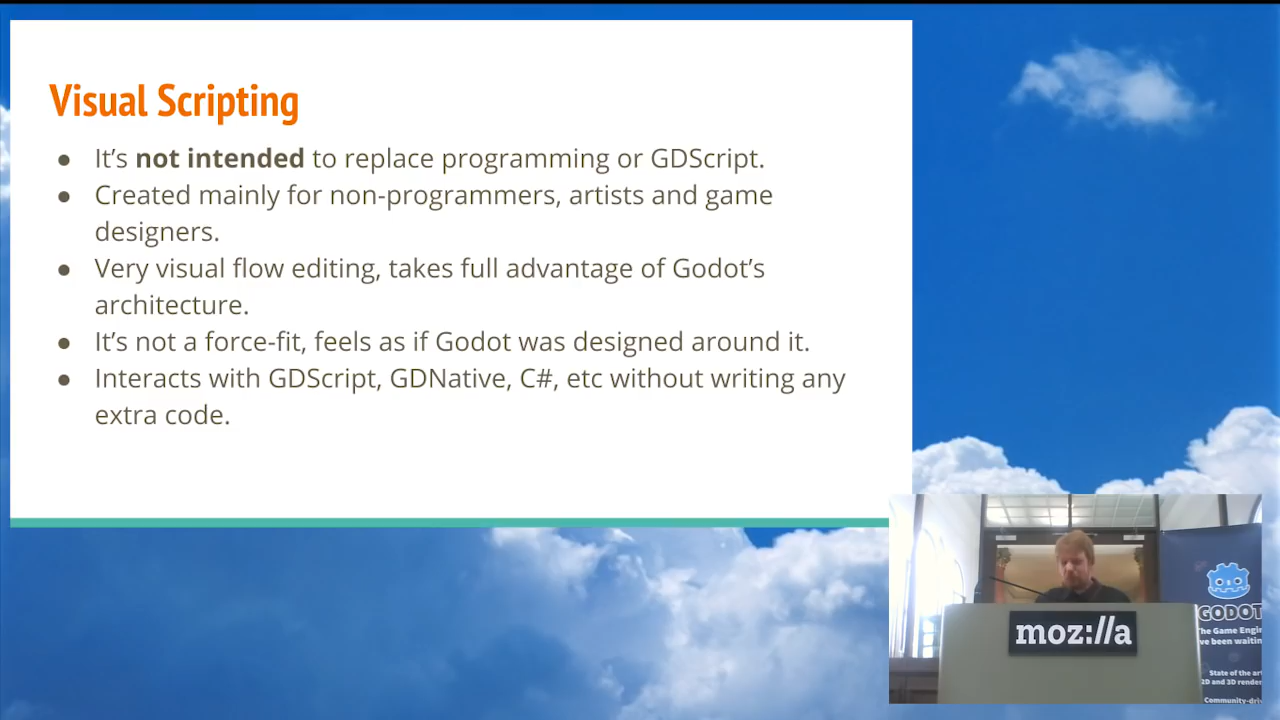 Visual Scripting
● It’s not intended to replace programming or GDScript.
● Created mainly for non-programmers, artists and game
designers.
● Very visual flow editing, takes full advantage of Godot’s
architecture.
● It’s not a force-fit, feels as if Godot was designed around it.
● Interacts with GDScript, GDNative, C#, etc without writing any
extra code.
moz://a
GODOT
The Game Engin
've been waitin
State of the ar
2D and 3D render
Community-driv